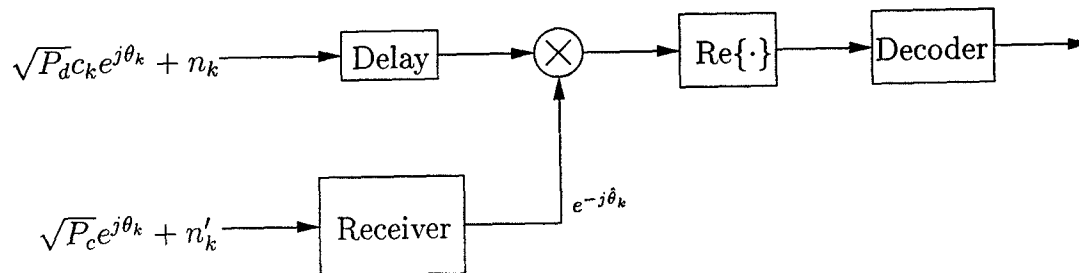 √P_d c_k e^{jθ_k} + n_k
Delay
×
Re{·}
Decoder
√P_c e^{jθ_k} + n'_k
Receiver
e^{-jθ̂_k}